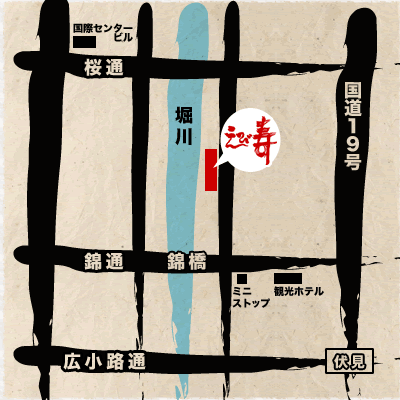 国際センター
ビル
桜通
堀川
国道19号
えび寿
錦通
錦橋
ミニ
ストップ
観光ホテル
広小路通
伏見